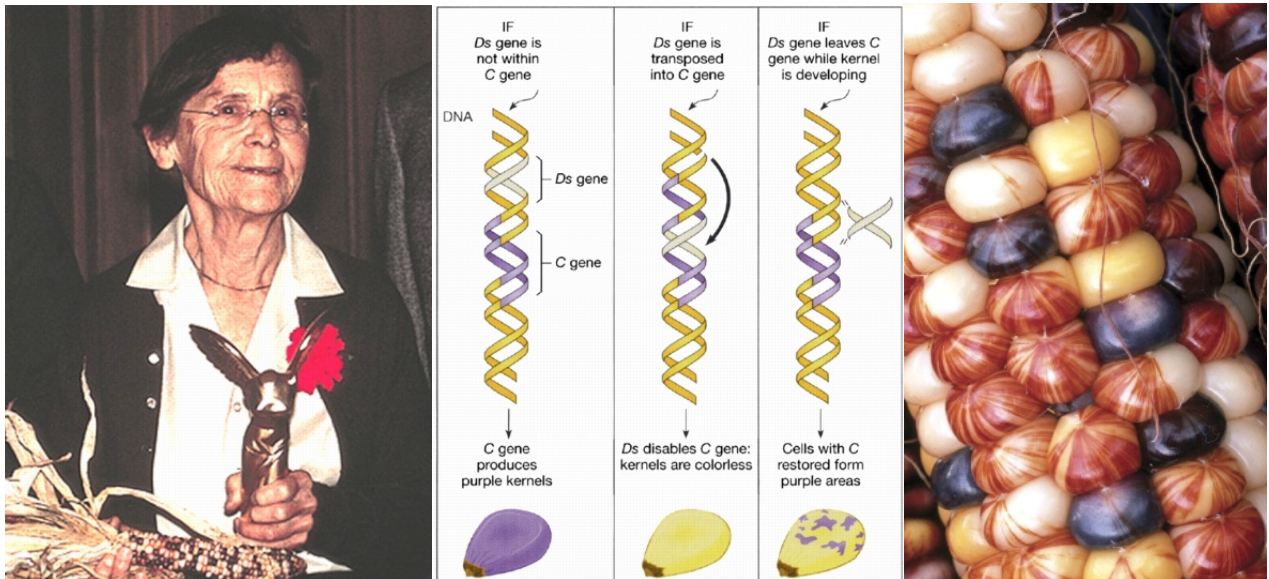 IF
Ds gene is
not within
C gene
DNA
Ds gene
C gene
C gene
produces
purple kernels
IF
Ds gene is
transposed
into C gene
Ds disables C gene:
kernels are colorless
IF
Ds gene leaves C
gene while kernel
is developing
Cells with C
restored form
purple areas